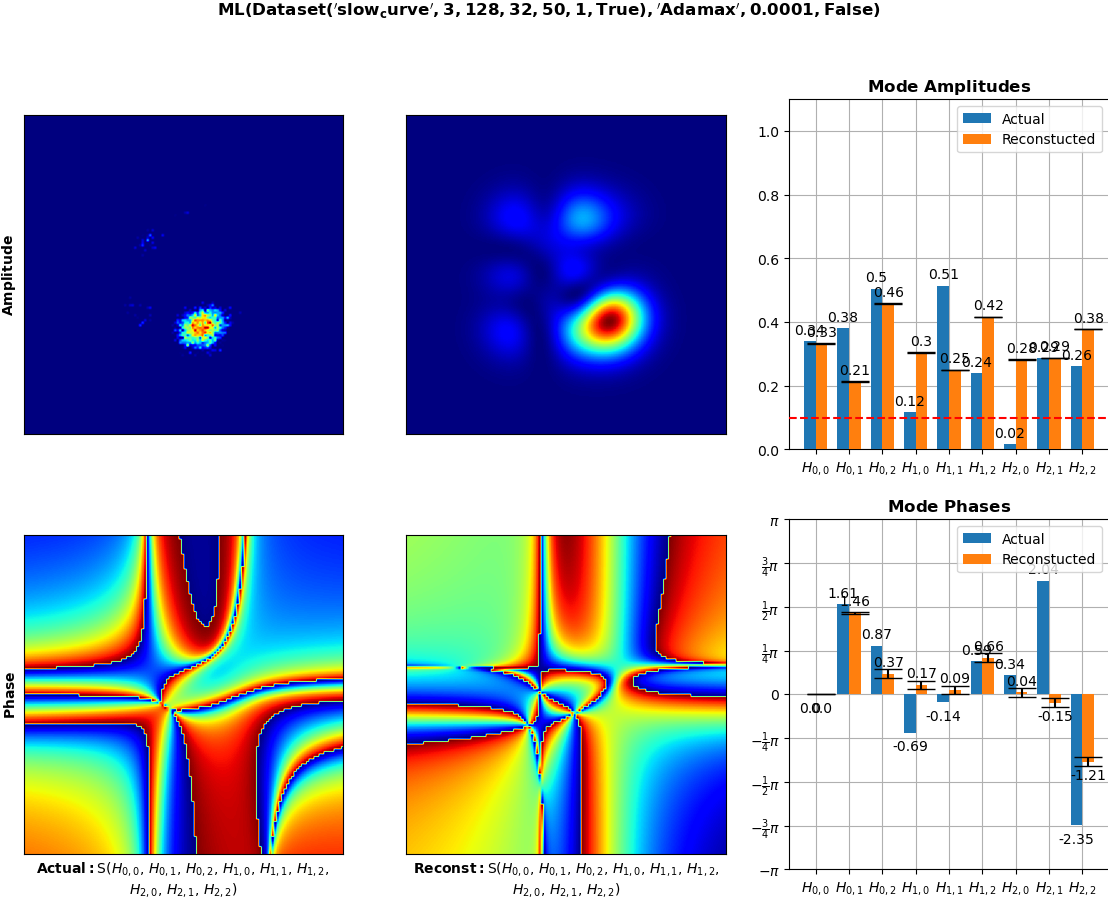 ML(Dataset('slow_curve', 3, 128, 32, 50, 1, True), 'Adamax', 0.0001, False)
Amplitude
Mode Amplitudes
Actual
Reconstucted
1.0
0.8
0.6
0.4
0.2
0.0
0.34
0.33
0.38
0.21
0.5
0.46
0.12
0.3
0.51
0.25
0.24
0.42
0.02
0.28
0.29
0.29
0.26
0.38
H0,0 H0,1 H0,2 H1,0 H1,1 H1,2 H2,0 H2,1 H2,2
Phase
Mode Phases
Actual
Reconstucted
π
3/4π
1/2π
1/4π
0
−1/4π
−1/2π
−3/4π
−π
0.0
0.0
1.61
1.46
0.87
0.37
-0.69
0.17
-0.14
0.09
0.66
0.34
0.04
2.04
-0.15
-2.35
-1.21
H0,0 H0,1 H0,2 H1,0 H1,1 H1,2 H2,0 H2,1 H2,2
Actual: S(H0,0, H0,1, H0,2, H1,0, H1,1, H1,2,
H2,0, H2,1, H2,2)
Reconst: S(H0,0, H0,1, H0,2, H1,0, H1,1, H1,2,
H2,0, H2,1, H2,2)